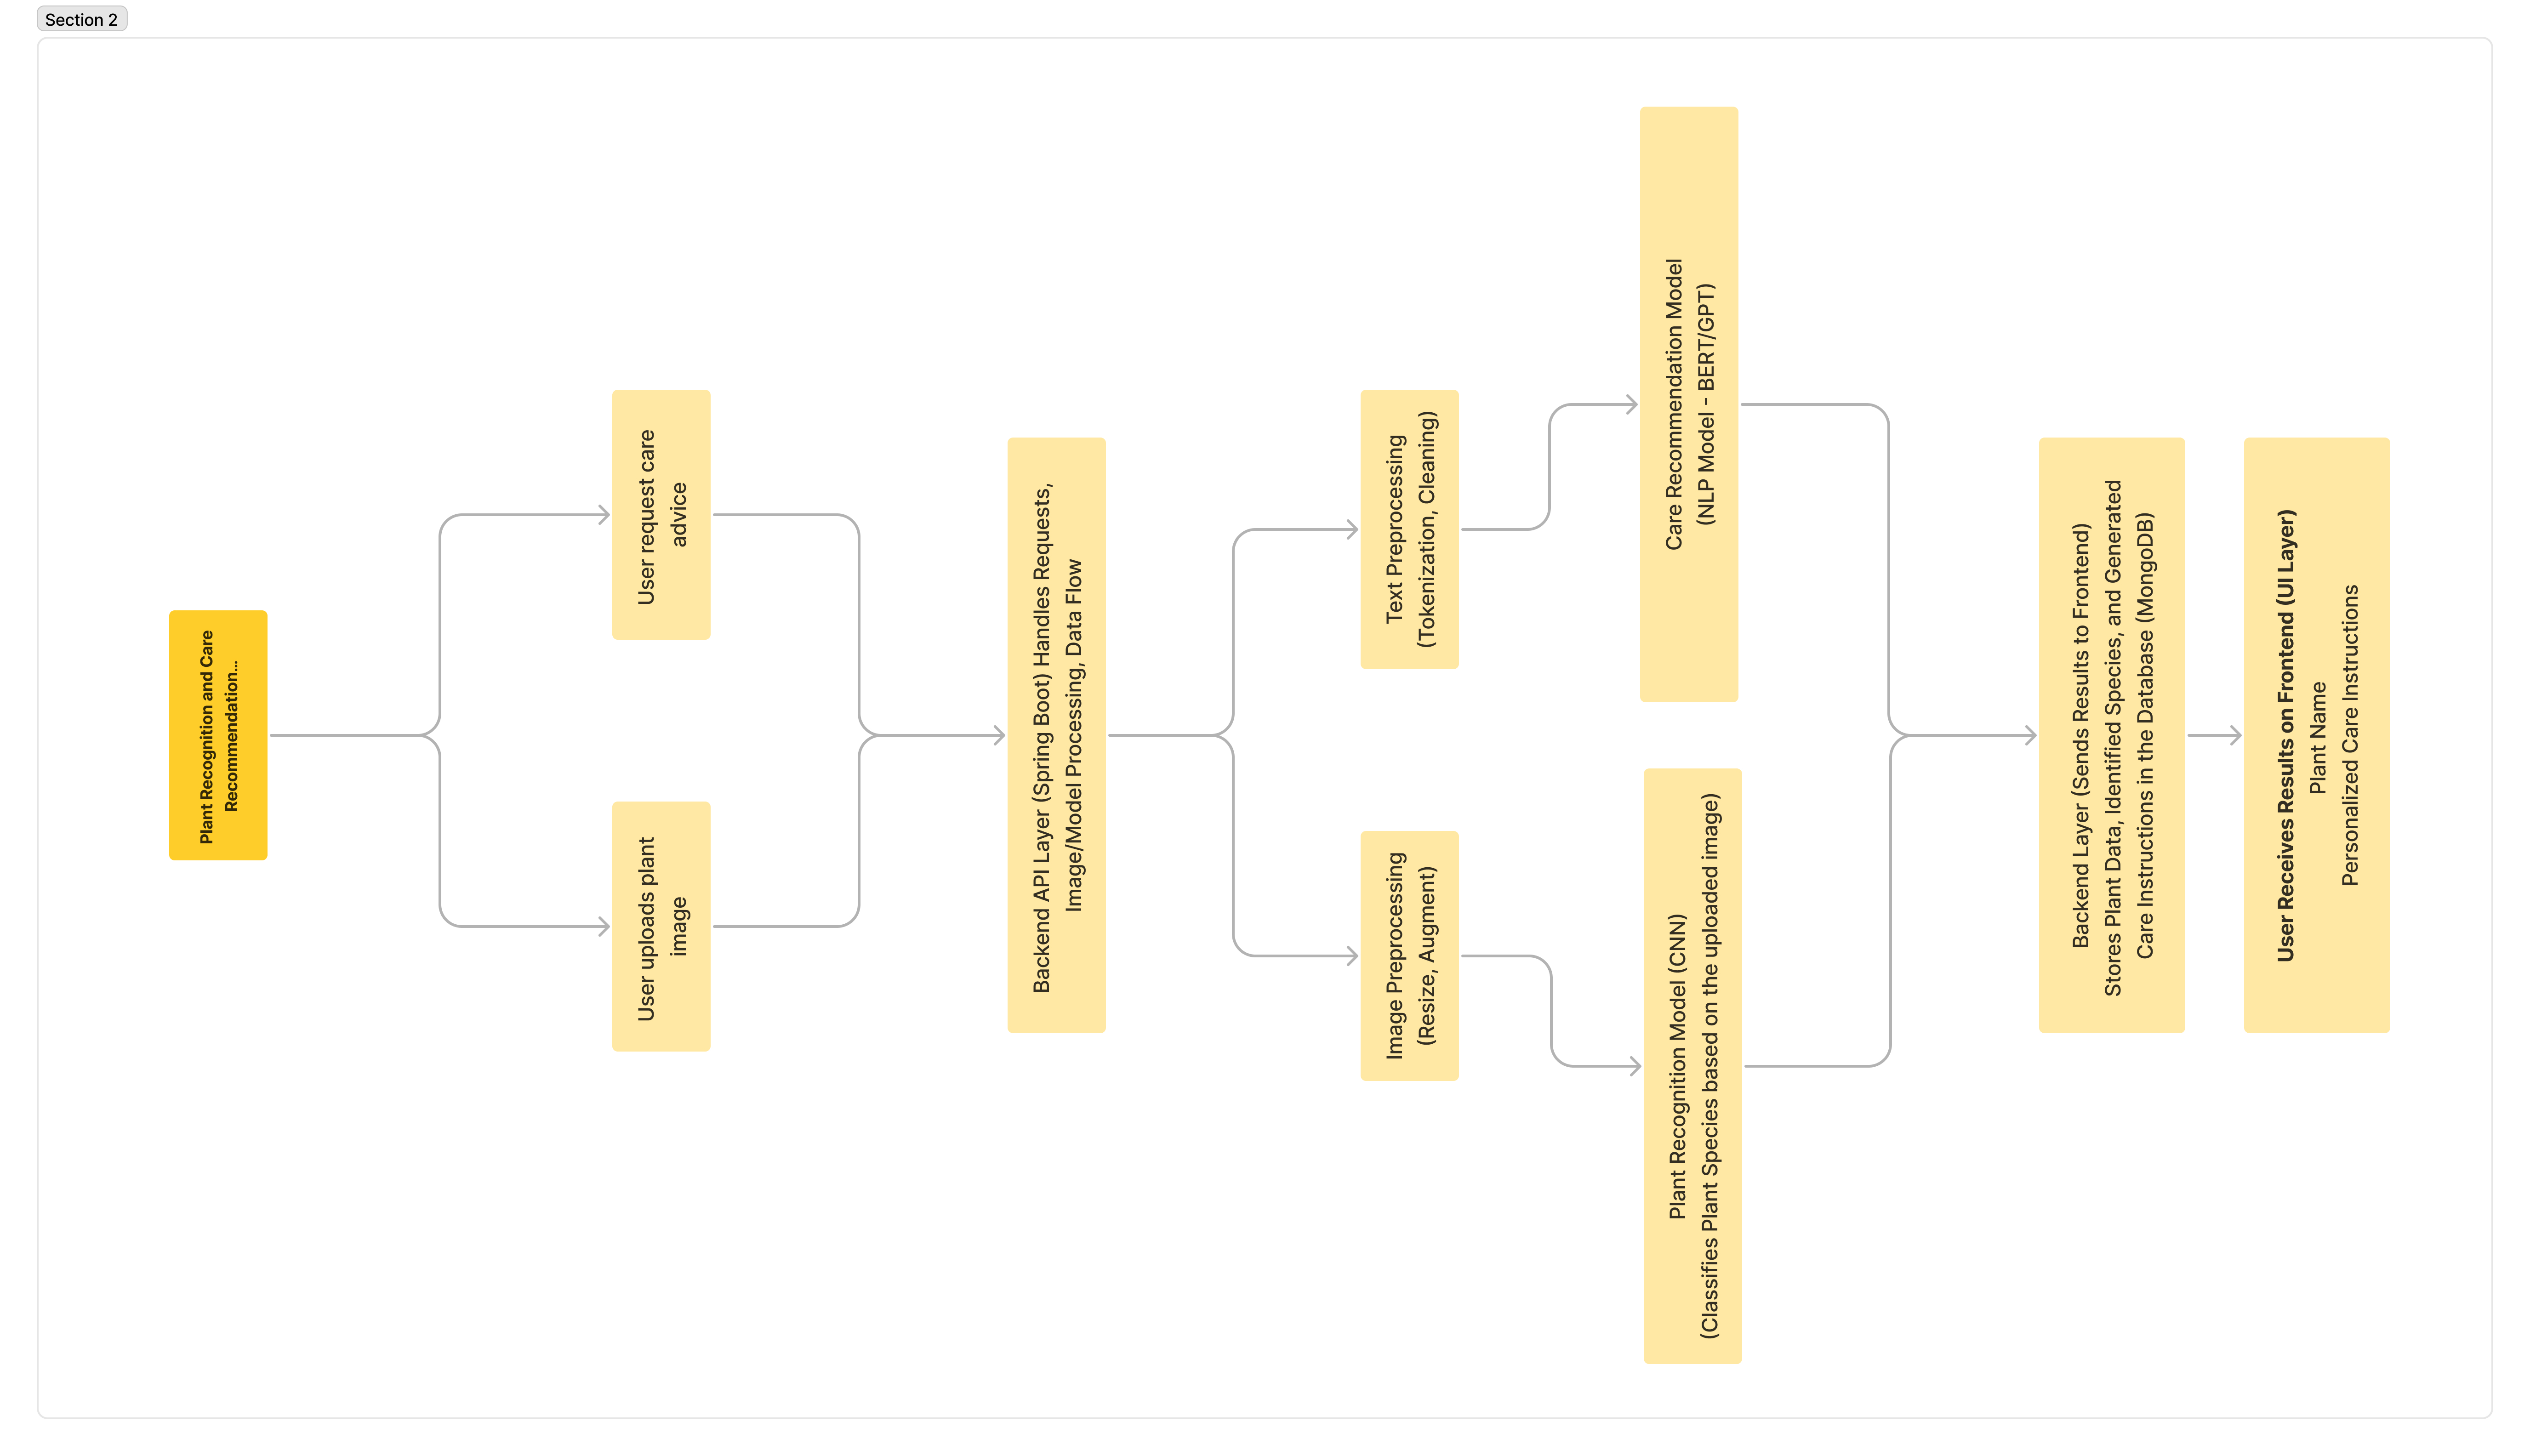 Section 2
Plant Recognition and Care
Recommendation...
User request care
advice
User uploads plant
image
Backend API Layer (Spring Boot) Handles Requests,
Image/Model Processing, Data Flow
Text Preprocessing
(Tokenization, Cleaning)
Image Preprocessing
(Resize, Augment)
Care Recommendation Model
(NLP Model - BERT/GPT)
Plant Recognition Model (CNN)
(Classifies Plant Species based on the uploaded image)
Backend Layer (Sends Results to Frontend)
Stores Plant Data, Identified Species, and Generated
Care Instructions in the Database (MongoDB)
User Receives Results on Frontend (UI Layer)
Plant Name
Personalized Care Instructions